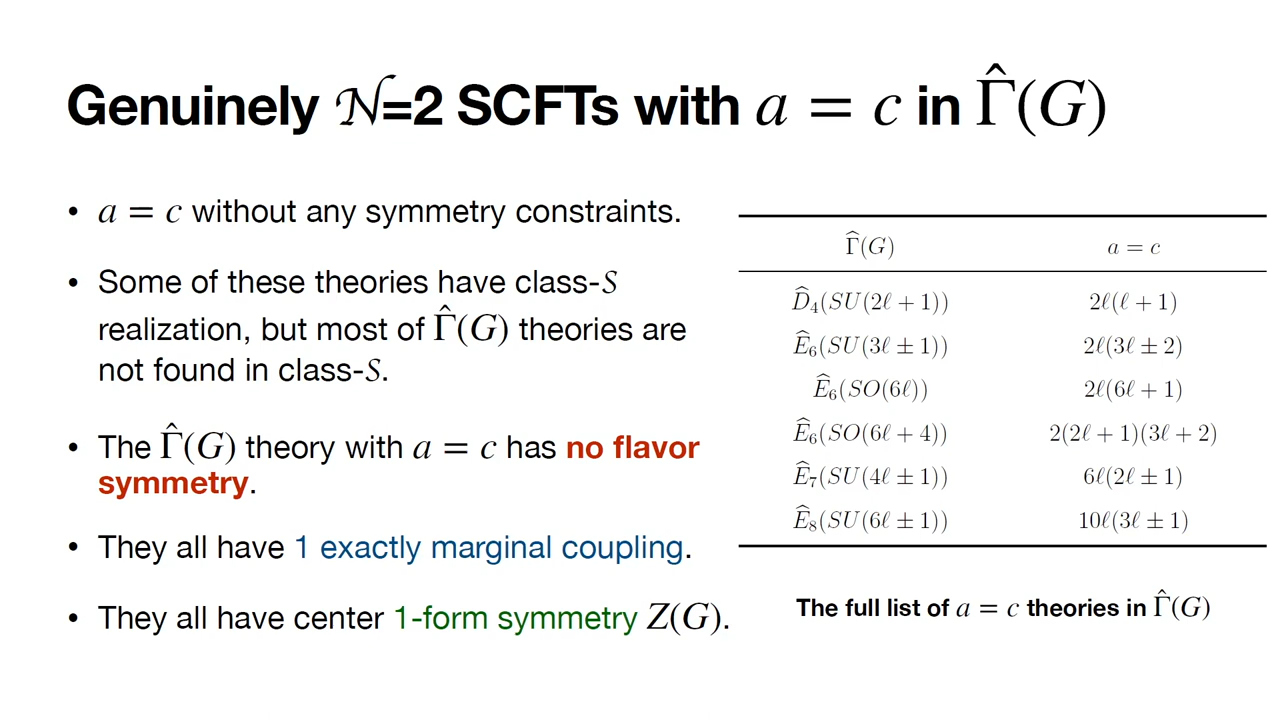 Genuinely 𝒩=2 SCFTs with a = c in Γ̂(G)
• a = c without any symmetry constraints.
• Some of these theories have class-𝒮
realization, but most of Γ̂(G) theories are
not found in class-𝒮.
• The Γ̂(G) theory with a = c has no flavor
symmetry.
• They all have 1 exactly marginal coupling.
• They all have center 1-form symmetry Z(G).
Γ̂(G) a = c
D̂₄(SU(2ℓ + 1)) 2ℓ(ℓ + 1)
Ê₆(SU(3ℓ ± 1)) 2ℓ(3ℓ ± 2)
Ê₆(SO(6ℓ)) 2ℓ(6ℓ + 1)
Ê₆(SO(6ℓ + 4)) 2(2ℓ + 1)(3ℓ + 2)
Ê₇(SU(4ℓ ± 1)) 6ℓ(2ℓ ± 1)
Ê₈(SU(6ℓ ± 1)) 10ℓ(3ℓ ± 1)
The full list of a = c theories in Γ̂(G)